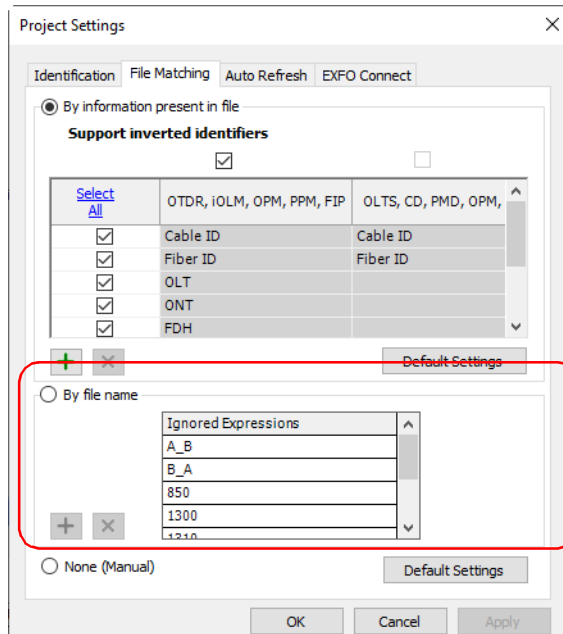 Project Settings
Identification File Matching Auto Refresh EXFO Connect
By information present in file
Support inverted identifiers
Select All OTDR, iOLM, OPM, PPM, FIP OLTS, CD, PMD, OPM,
Cable ID Cable ID
Fiber ID Fiber ID
OLT
ONT
FDH
Default Settings
By file name
Ignored Expressions
A_B
B_A
850
1300
1310
None (Manual)
Default Settings
OK Cancel Apply